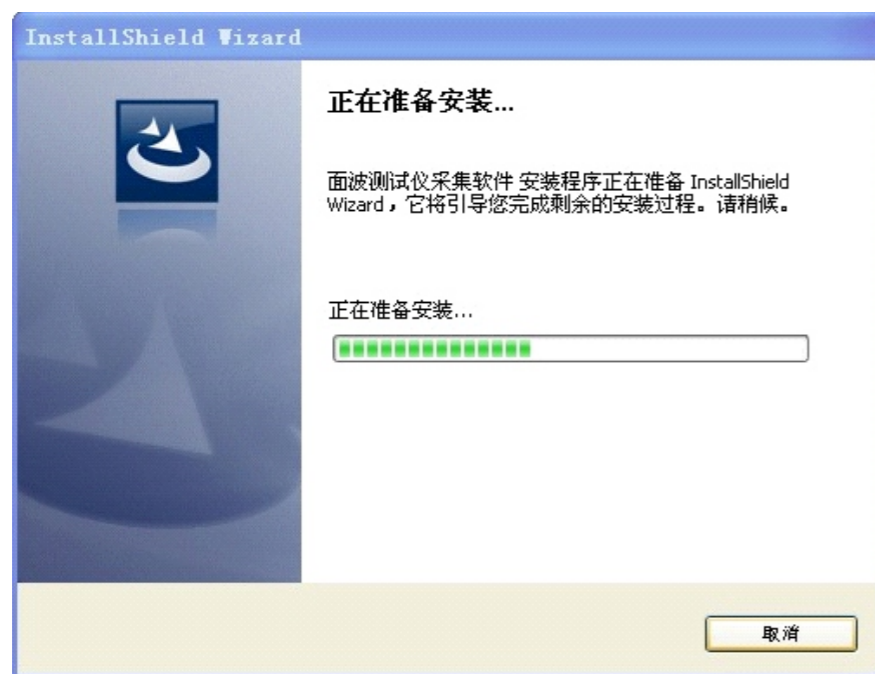 InstallShield Wizard
正在准备安装...
面波测试仪采集软件 安装程序正在准备 InstallShield
Wizard，它将引导您完成剩余的安装过程。请稍候。
正在准备安装...
取消